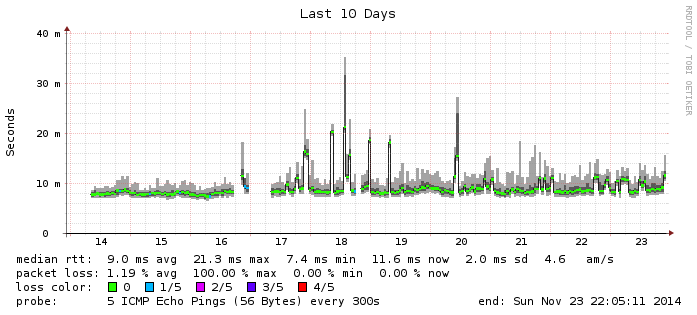 Last 10 Days
RRDTOOL / TOBI OETIKER
40 m
30 m
20 m
10 m
0
Seconds
14 15 16 17 18 19 20 21 22 23
median rtt: 9.0 ms avg 21.3 ms max 7.4 ms min 11.6 ms now 2.0 ms sd 4.6 am/s
packet loss: 1.19 % avg 100.00 % max 0.00 % min 0.00 % now
loss color: 0 1/5 2/5 3/5 4/5
probe: 5 ICMP Echo Pings (56 Bytes) every 300s end: Sun Nov 23 22:05:11 2014